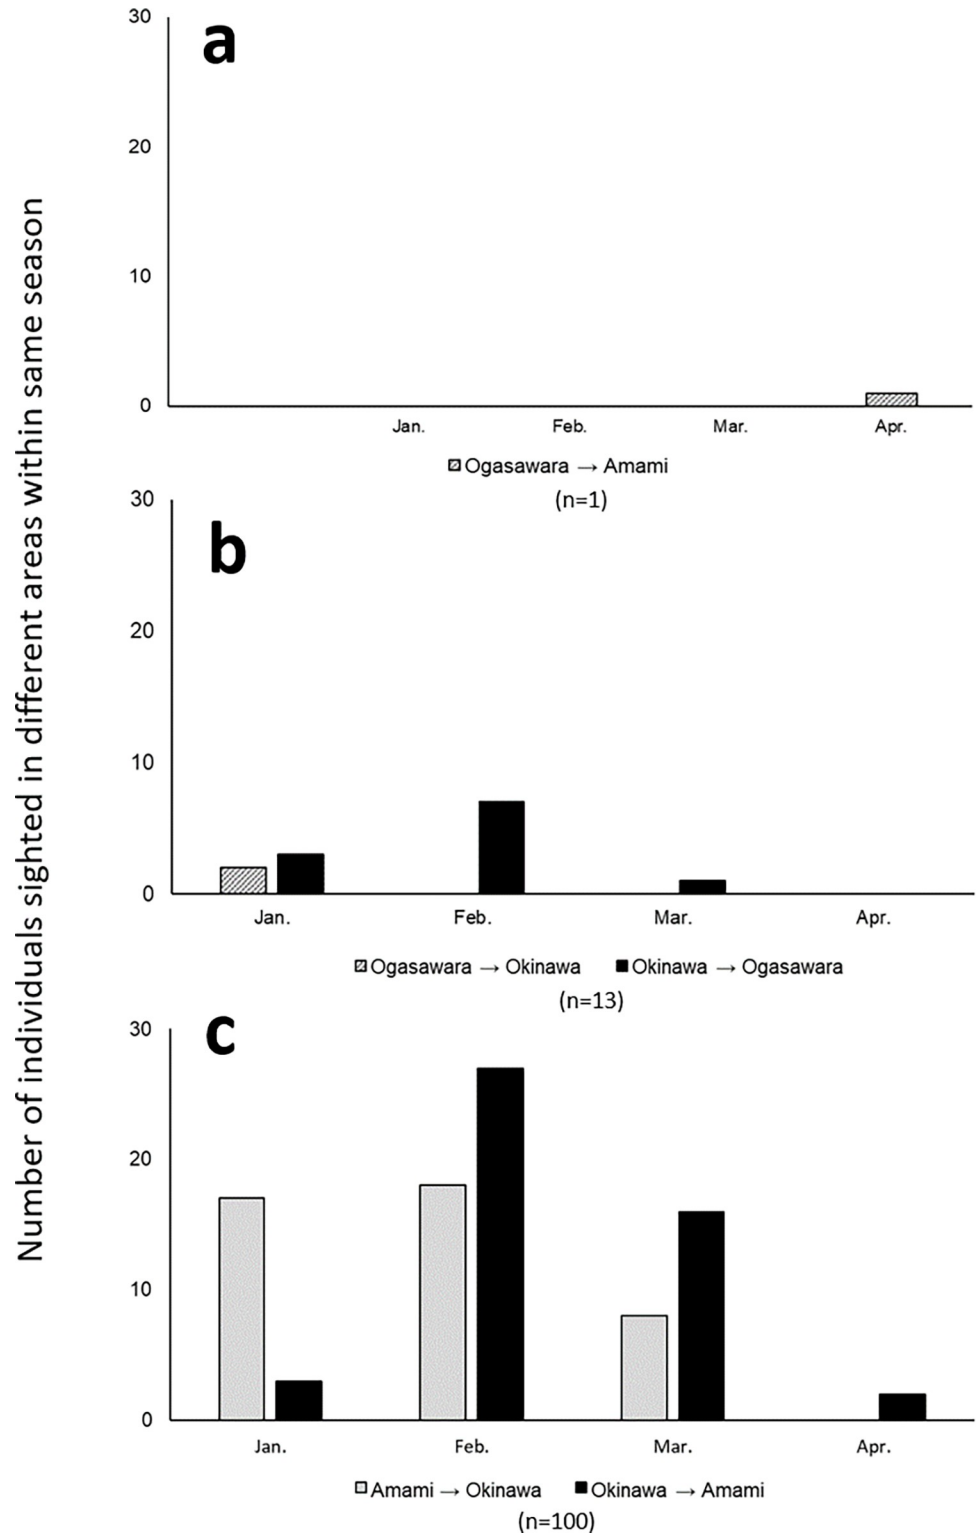 Number of individuals sighted in different areas within same season
a
30
20
10
0
Jan. Feb. Mar. Apr.
Ogasawara → Amami
(n=1)
b
30
20
10
0
Jan. Feb. Mar. Apr.
Ogasawara → Okinawa Okinawa → Ogasawara
(n=13)
c
30
20
10
0
Jan. Feb. Mar. Apr.
Amami → Okinawa Okinawa → Amami
(n=100)